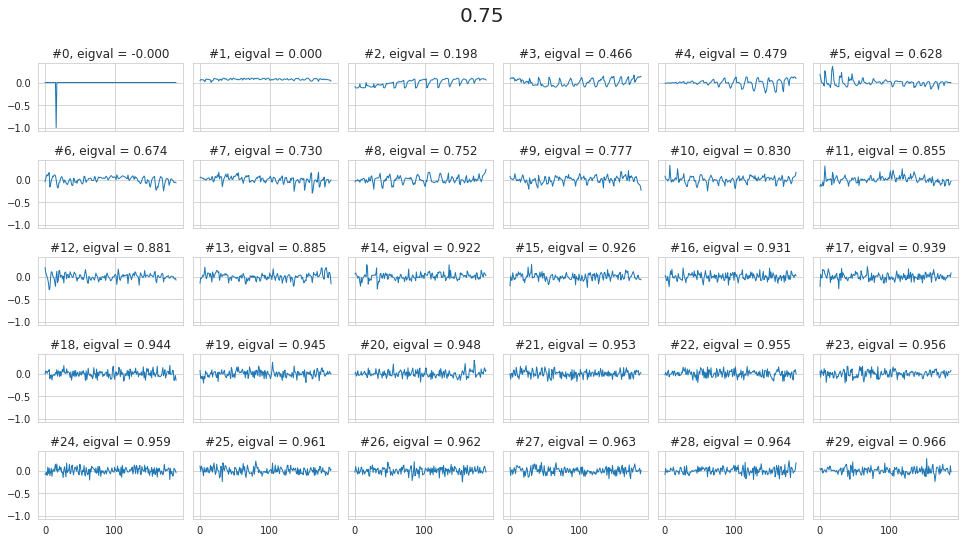 0.75
#0, eigval = -0.000
#1, eigval = 0.000
#2, eigval = 0.198
#3, eigval = 0.466
#4, eigval = 0.479
#5, eigval = 0.628
0.0
−0.5
−1.0
#6, eigval = 0.674
#7, eigval = 0.730
#8, eigval = 0.752
#9, eigval = 0.777
#10, eigval = 0.830
#11, eigval = 0.855
0.0
−0.5
−1.0
#12, eigval = 0.881
#13, eigval = 0.885
#14, eigval = 0.922
#15, eigval = 0.926
#16, eigval = 0.931
#17, eigval = 0.939
0.0
−0.5
−1.0
#18, eigval = 0.944
#19, eigval = 0.945
#20, eigval = 0.948
#21, eigval = 0.953
#22, eigval = 0.955
#23, eigval = 0.956
0.0
−0.5
−1.0
#24, eigval = 0.959
#25, eigval = 0.961
#26, eigval = 0.962
#27, eigval = 0.963
#28, eigval = 0.964
#29, eigval = 0.966
0.0
−0.5
−1.0
0 100
0 100
0 100
0 100
0 100
0 100